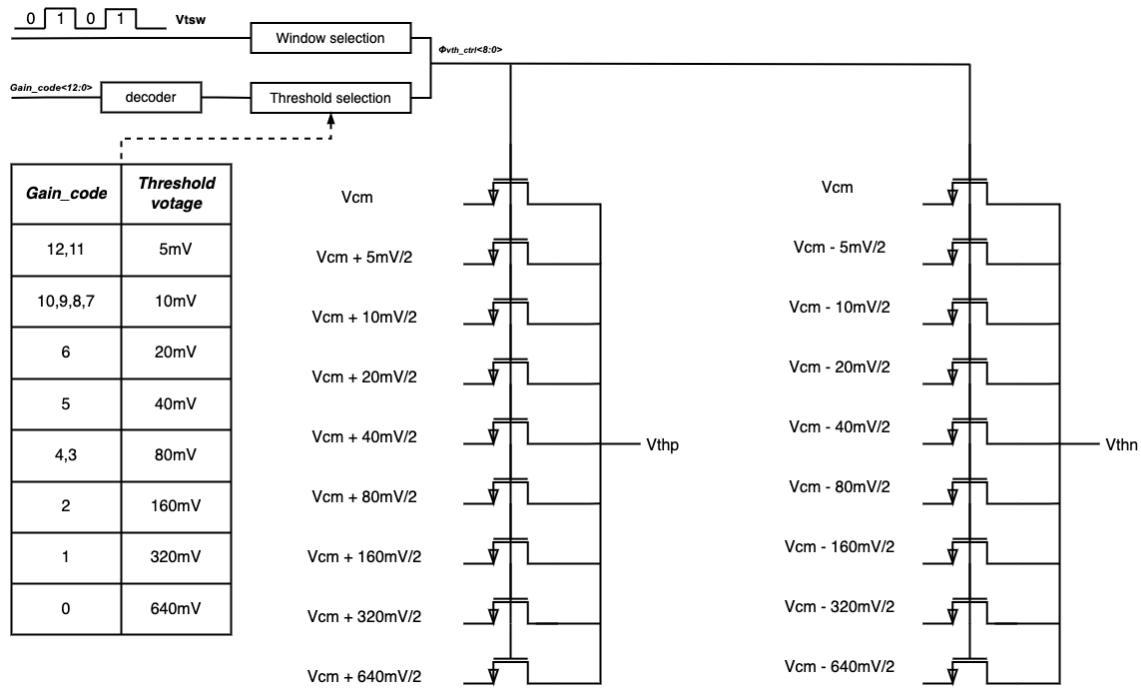 0 1 0 1 Vtsw
Window selection
Φvth_ctrl<8:0>
Gain_code<12:0>
decoder
Threshold selection
Gain_code
Threshold
votage
12,11
5mV
10,9,8,7
10mV
6
20mV
5
40mV
4,3
80mV
2
160mV
1
320mV
0
640mV
Vcm
Vcm + 5mV/2
Vcm + 10mV/2
Vcm + 20mV/2
Vcm + 40mV/2
Vcm + 80mV/2
Vcm + 160mV/2
Vcm + 320mV/2
Vcm + 640mV/2
Vthp
Vcm
Vcm - 5mV/2
Vcm - 10mV/2
Vcm - 20mV/2
Vcm - 40mV/2
Vcm - 80mV/2
Vcm - 160mV/2
Vcm - 320mV/2
Vcm - 640mV/2
Vthn